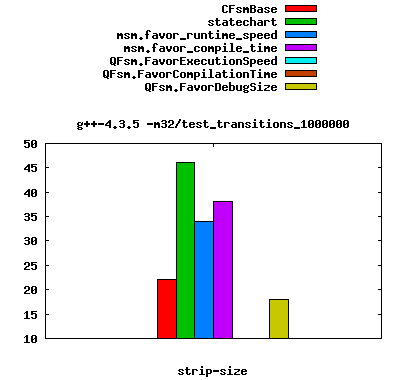 CFsmBase
statechart
msm.favor_runtime_speed
msm.favor_compile_time
QFsm.FavorExecutionSpeed
QFsm.FavorCompilationTime
QFsm.FavorDebugSize
g++-4.3.5 -m32/test_transitions_1000000
50
45
40
35
30
25
20
15
10
strip-size